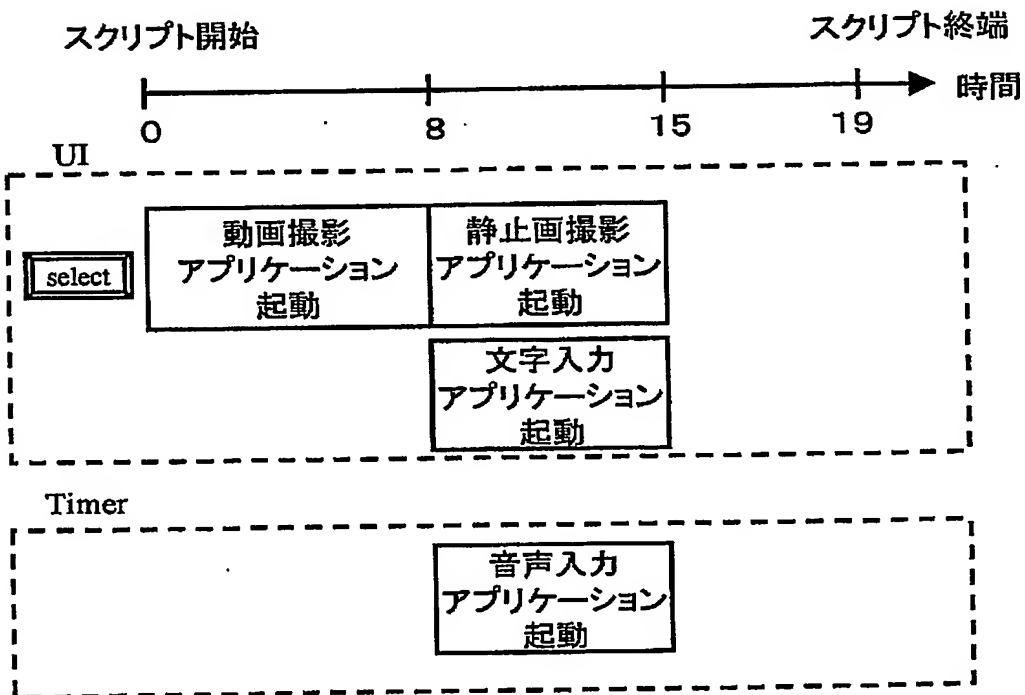 スクリプト開始
スクリプト終端
時間
0
8
15
19
UI
select
動画撮影
アプリケーション
起動
静止画撮影
アプリケーション
起動
文字入力
アプリケーション
起動
Timer
音声入力
アプリケーション
起動